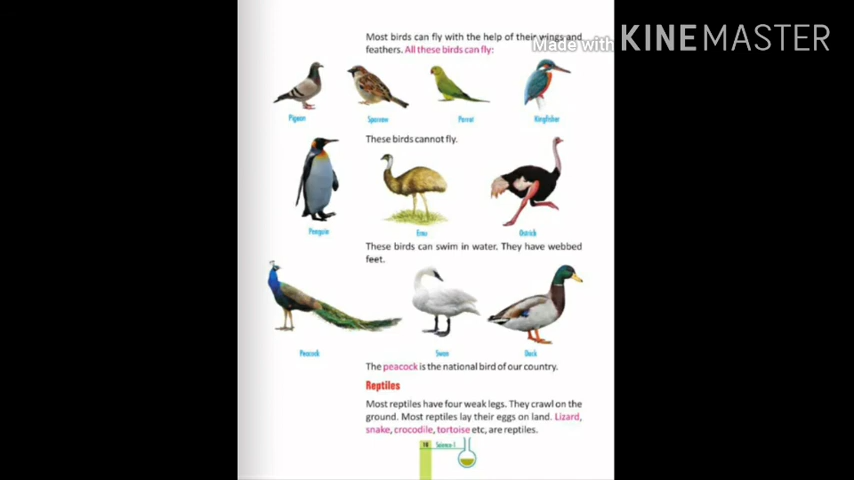 Most birds can fly with the help of their wings and
feathers. All these birds can fly:
Made with KINEMASTER
Pigeon
Sparrow
Parrot
Kingfisher
These birds cannot fly.
Penguin
Emu
Ostrich
These birds can swim in water. They have webbed
feet.
Peacock
Swan
Duck
The peacock is the national bird of our country.
Reptiles
Most reptiles have four weak legs. They crawl on the
ground. Most reptiles lay their eggs on land. Lizard,
snake, crocodile, tortoise etc, are reptiles.
18 Science-1